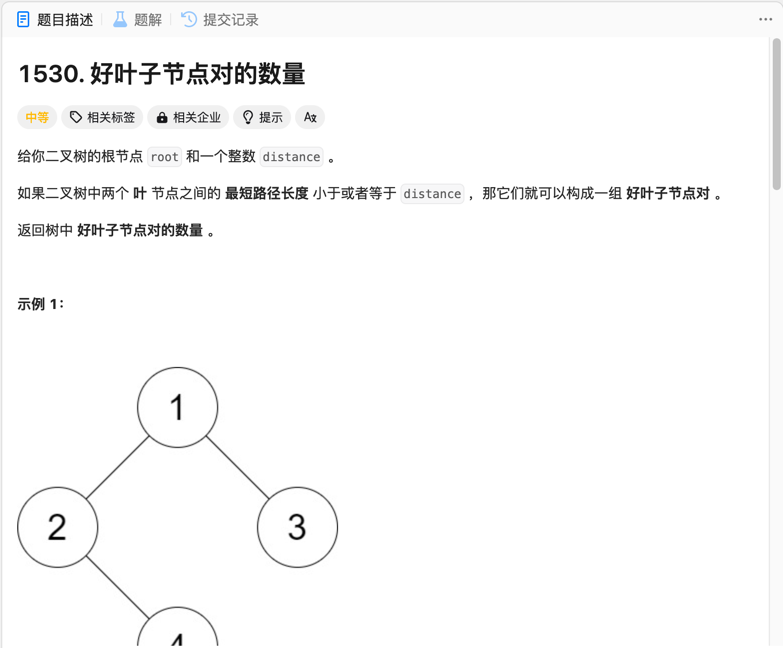 题目描述 题解 提交记录
1530. 好叶子节点对的数量
中等 相关标签 相关企业 提示 Aあ
给你二叉树的根节点 root 和一个整数 distance 。
如果二叉树中两个 叶 节点之间的 最短路径长度 小于或者等于 distance ，那它们就可以构成一组 好叶子节点对 。
返回树中 好叶子节点对的数量 。
示例 1：
1
2 3
4